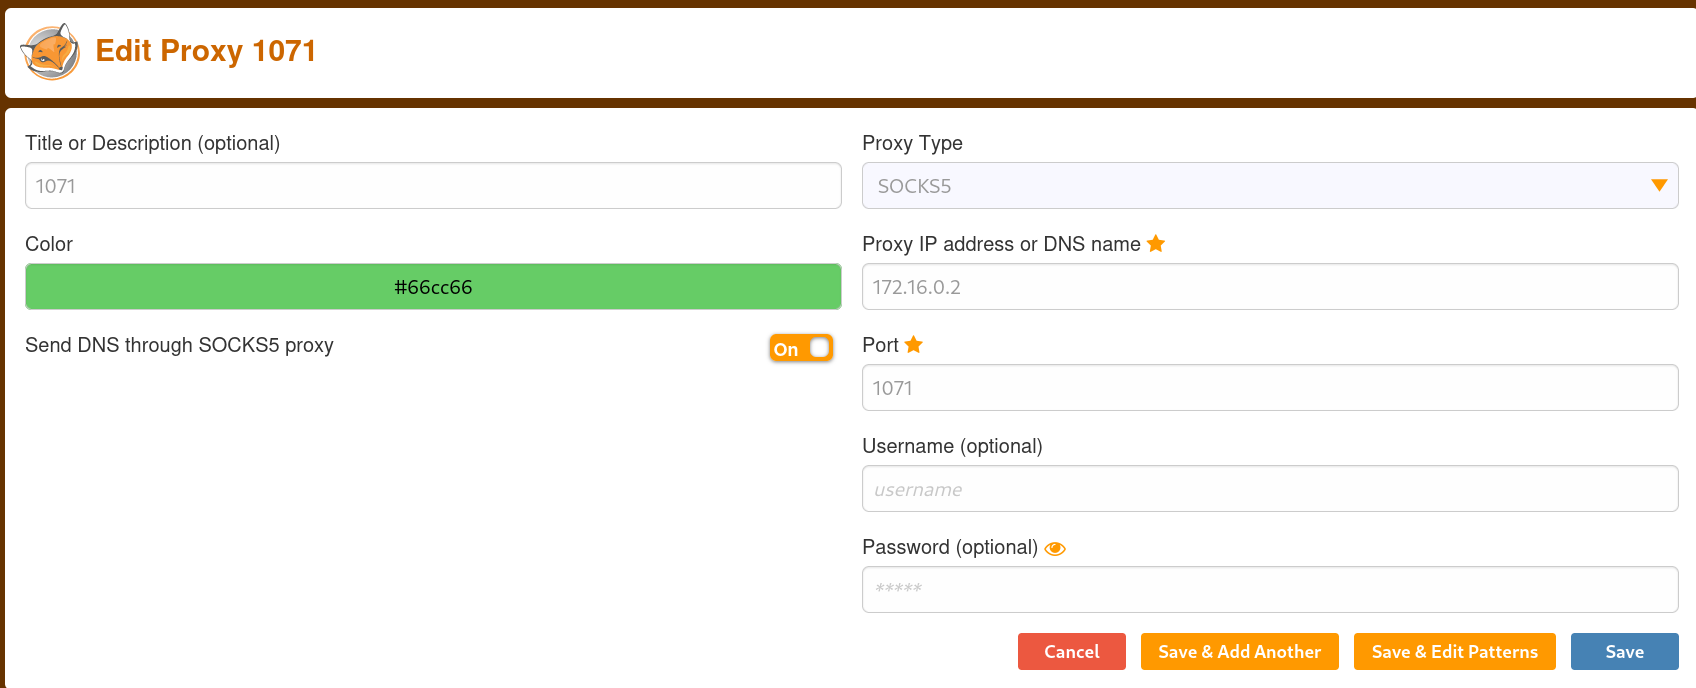 Edit Proxy 1071
Title or Description (optional)
1071
Color
#66cc66
Send DNS through SOCKS5 proxy
On
Proxy Type
SOCKS5
Proxy IP address or DNS name
172.16.0.2
Port
1071
Username (optional)
username
Password (optional)
*****
Cancel
Save & Add Another
Save & Edit Patterns
Save